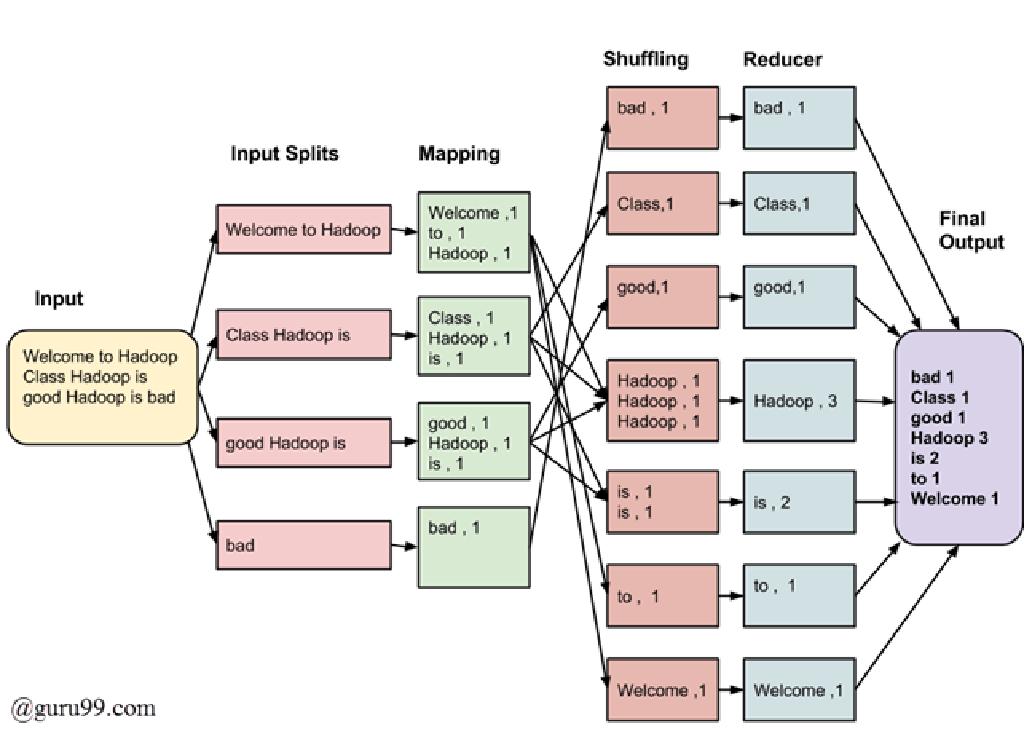 Input
Welcome to Hadoop
Class Hadoop is
good Hadoop is bad
Input Splits
Welcome to Hadoop
Class Hadoop is
good Hadoop is
bad
Mapping
Welcome ,1
to , 1
Hadoop , 1
Class , 1
Hadoop , 1
is , 1
good , 1
Hadoop , 1
is , 1
bad , 1
Shuffling
bad , 1
Class,1
good,1
Hadoop , 1
Hadoop , 1
Hadoop , 1
is , 1
is , 1
to , 1
Welcome ,1
Reducer
bad , 1
Class,1
good,1
Hadoop , 3
is , 2
to , 1
Welcome ,1
Final
Output
bad 1
Class 1
good 1
Hadoop 3
is 2
to 1
Welcome 1
@guru99.com